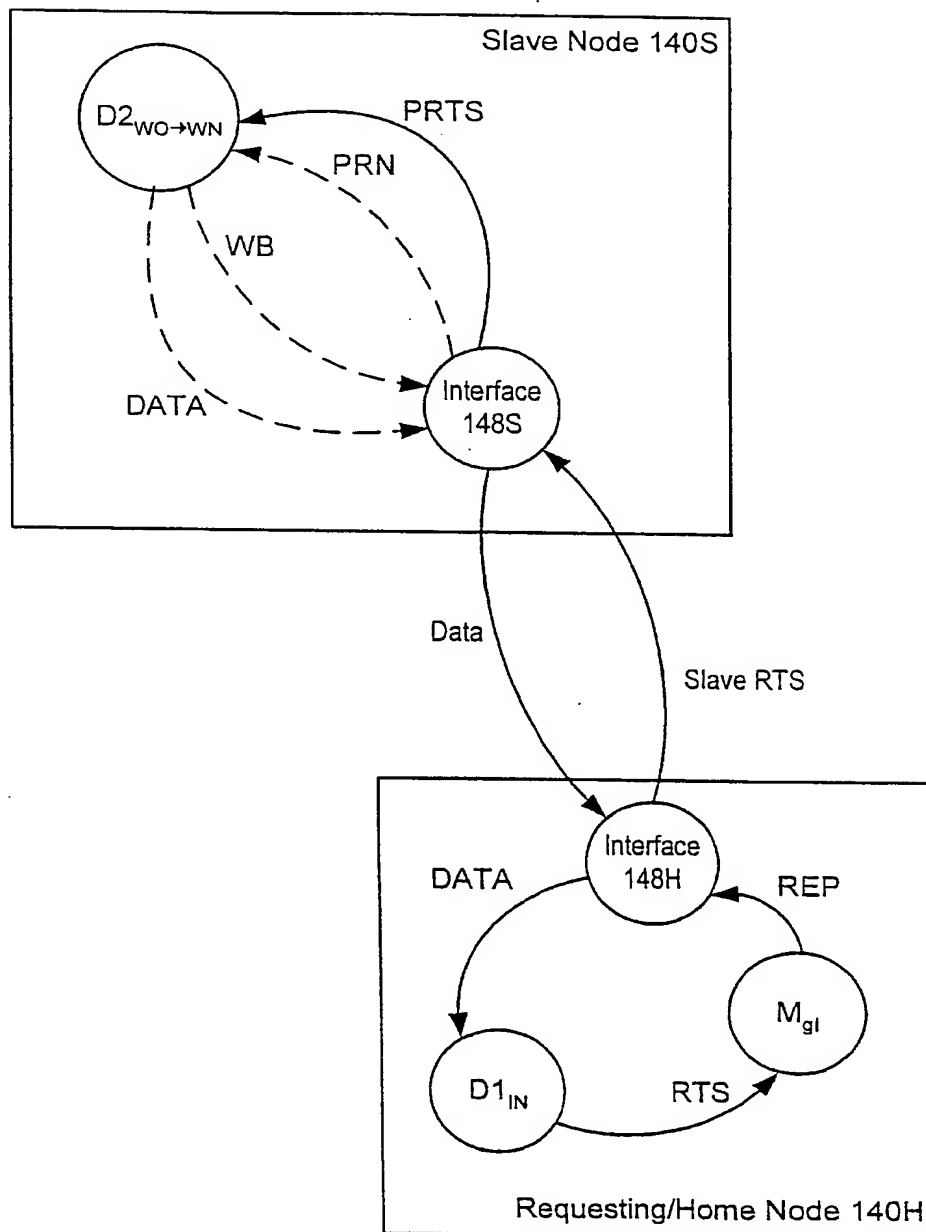 Slave Node 140S
D2WO→WN
PRTS
PRN
WB
DATA
Interface
148S
Data
Slave RTS
Interface
148H
DATA
REP
Mgl
D1IN
RTS
Requesting/Home Node 140H